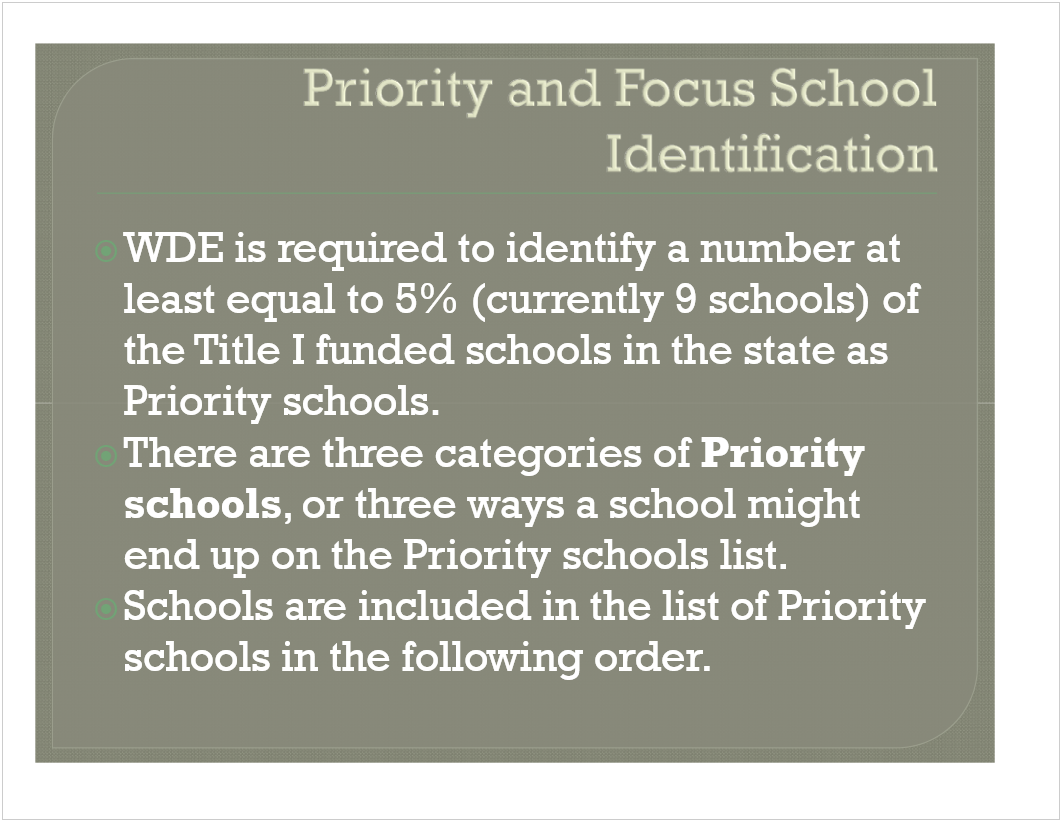 Priority and Focus School
Identification
WDE is required to identify a number at
least equal to 5% (currently 9 schools) of
the Title I funded schools in the state as
Priority schools.
There are three categories of Priority
schools, or three ways a school might
end up on the Priority schools list.
Schools are included in the list of Priority
schools in the following order.